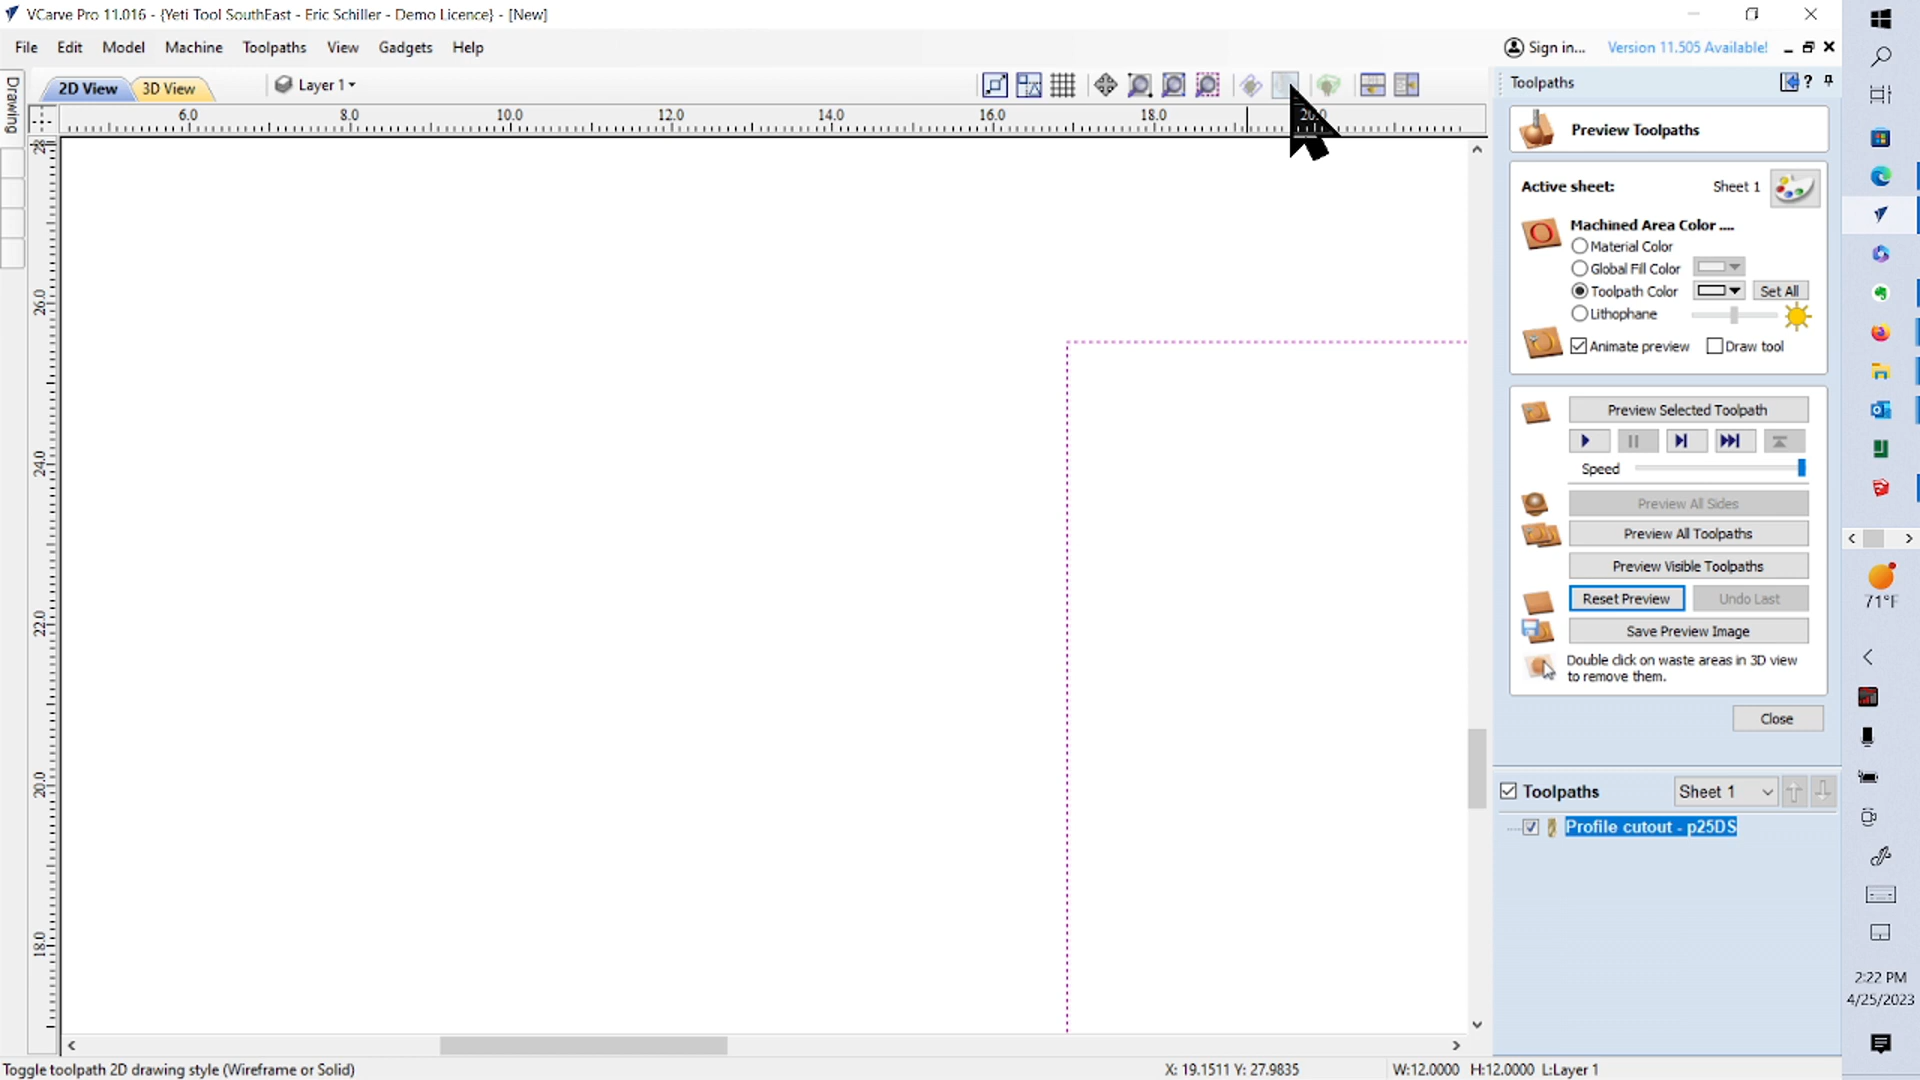 VCarve Pro 11.016 - {Yeti Tool SouthEast - Eric Schiller - Demo Licence} - [New]
File Edit Model Machine Toolpaths View Gadgets Help
Sign in... Version 11.505 Available!
Drawing
2D View 3D View Layer 1
6.0 8.0 10.0 12.0 14.0 16.0 18.0
26.0
24.0
22.0
20.0
18.0
Toolpaths ?
Preview Toolpaths
Active sheet: Sheet 1
Machined Area Color ....
Material Color
Global Fill Color
Toolpath Color Set All
Lithophane
Animate preview Draw tool
Preview Selected Toolpath
Speed
Preview All Sides
Preview All Toolpaths
Preview Visible Toolpaths
Reset Preview Undo Last
Save Preview Image
Double click on waste areas in 3D view
to remove them.
Close
Toolpaths Sheet 1
Profile cutout - p25DS
71°F
2:22 PM
4/25/2023
Toggle toolpath 2D drawing style (Wireframe or Solid) X: 19.1511 Y: 27.9835 W:12.0000 H:12.0000 L:Layer 1